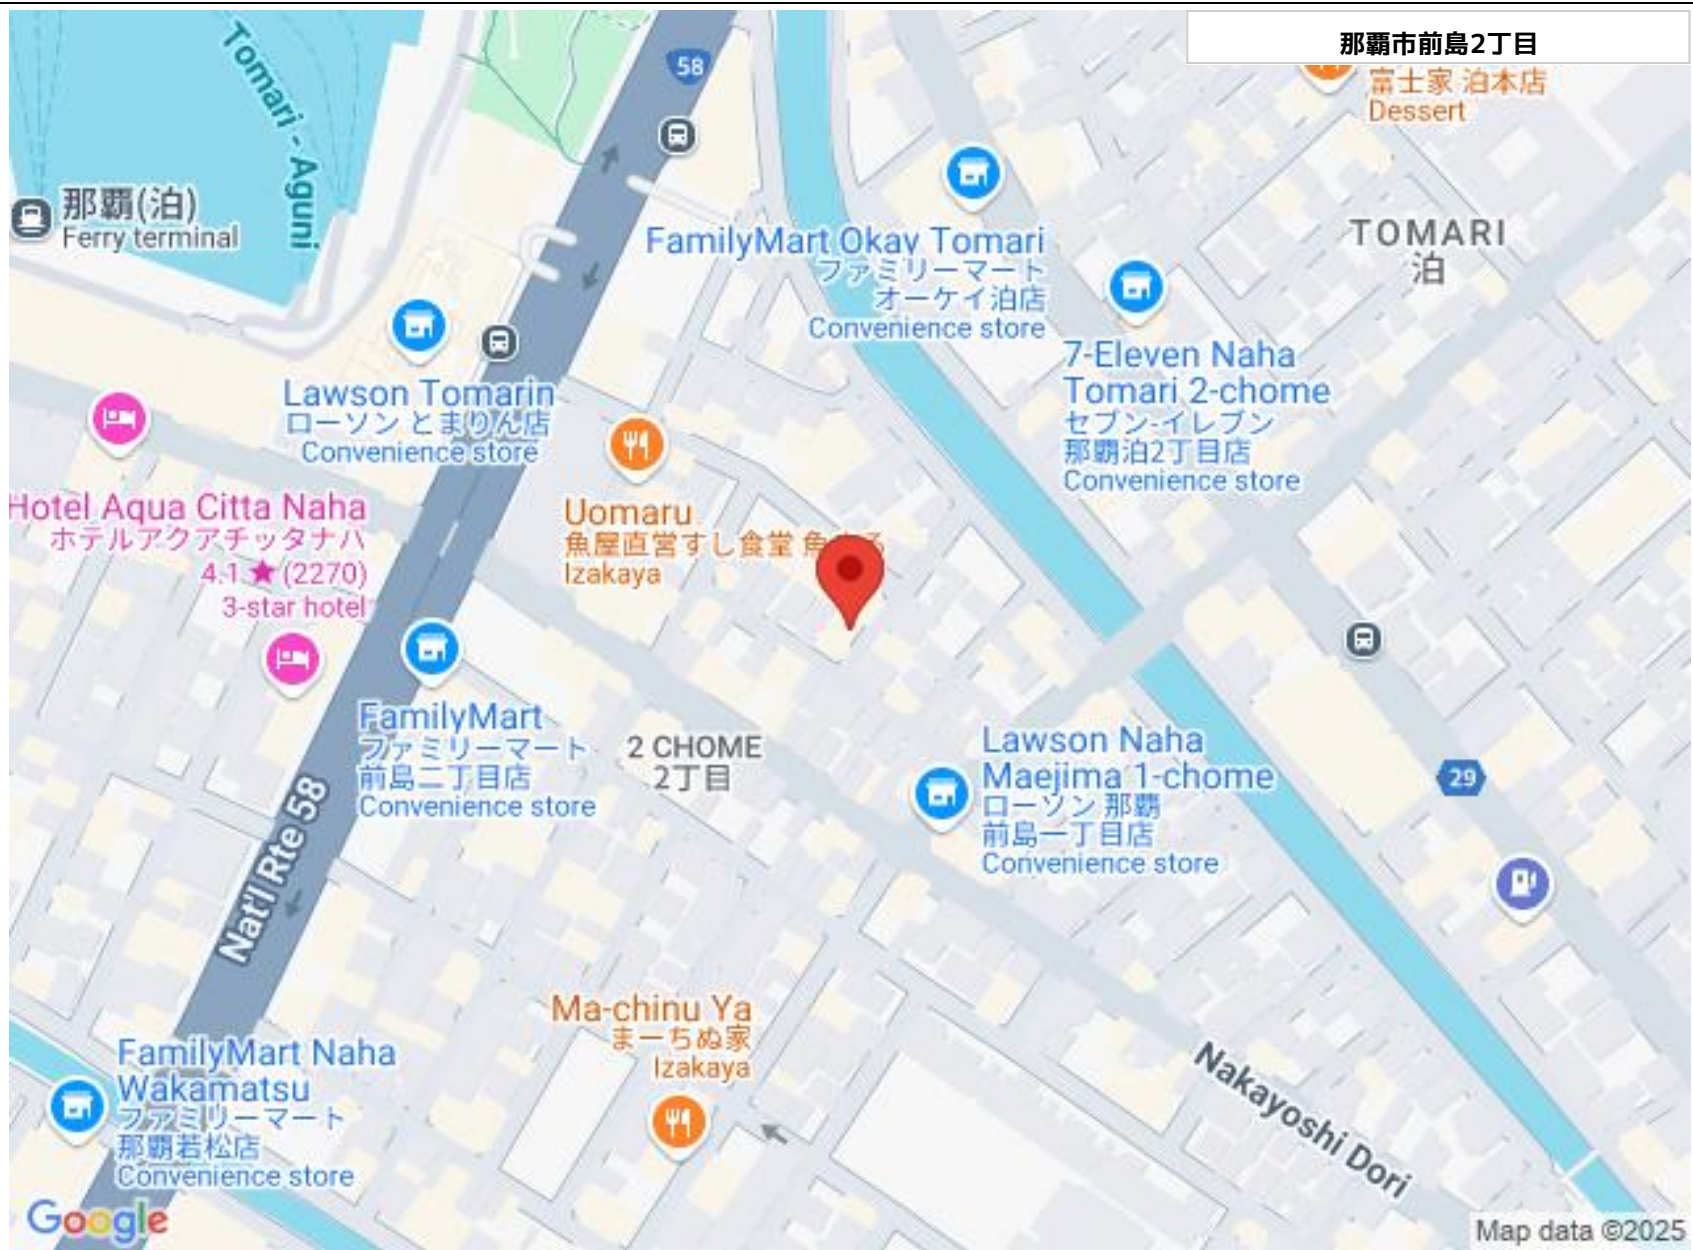 那覇市前島2丁目
58
富士家 泊本店
Dessert
Tomari - Aguni
那覇(泊)
Ferry terminal
FamilyMart Okay Tomari
ファミリーマート
オーケイ泊店
Convenience store
TOMARI
泊
7-Eleven Naha
Tomari 2-chome
セブン-イレブン
那覇泊2丁目店
Convenience store
Lawson Tomarin
ローソン とまりん店
Convenience store
Hotel Aqua Citta Naha
ホテルアクアチッタナハ
4.1 ★ (2270)
3-star hotel
Uomaru
魚屋直営すし食堂 魚
Izakaya
FamilyMart
ファミリーマート
前島二丁目店
Convenience store
2 CHOME
2丁目
Lawson Naha
Maejima 1-chome
ローソン 那覇
前島一丁目店
Convenience store
29
Nat'l Rte 58
Ma-chinu Ya
まーちぬ家
Izakaya
FamilyMart Naha
Wakamatsu
ファミリーマート
那覇若松店
Convenience store
Nakayoshi Dori
Google
Map data ©2025